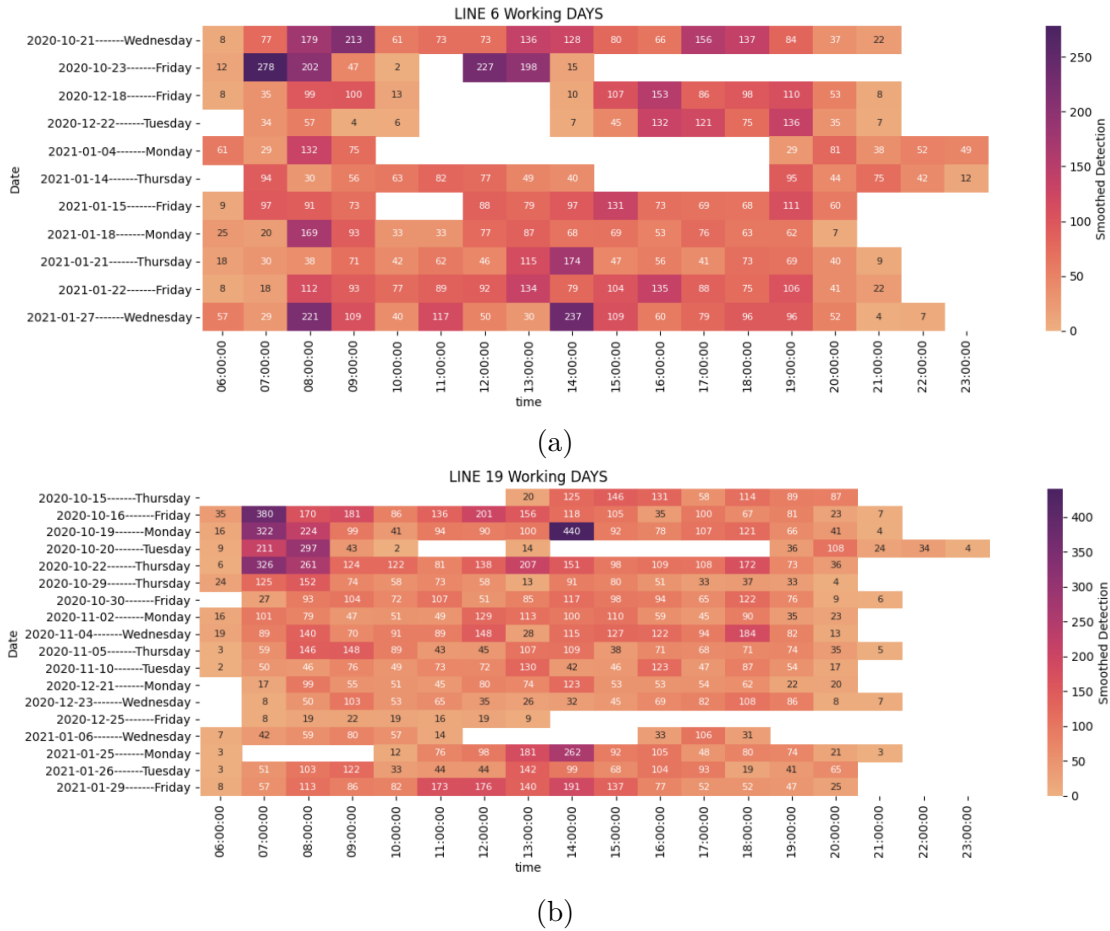 LINE 6 Working DAYS
Date
2020-10-21-------Wednesday 8 77 179 213 61 73 73 136 128 80 66 156 137 84 37 22
2020-10-23-------Friday 12 278 202 47 2 227 198 15
2020-12-18-------Friday 8 35 99 100 13 10 107 153 86 98 110 53 8
2020-12-22-------Tuesday 34 57 4 6 7 45 132 121 75 136 35 7
2021-01-04-------Monday 61 29 132 75 29 81 38 52 49
2021-01-14-------Thursday 94 30 56 63 82 77 49 40 95 44 75 42 12
2021-01-15-------Friday 9 97 91 73 88 79 97 131 73 69 68 111 60
2021-01-18-------Monday 25 20 169 93 33 33 77 87 68 69 53 76 63 62 7
2021-01-21-------Thursday 18 30 38 71 42 62 46 115 174 47 56 41 73 69 40 9
2021-01-22-------Friday 8 18 112 93 77 89 92 134 79 104 135 88 75 106 41 22
2021-01-27-------Wednesday 57 29 221 109 40 117 50 30 237 109 60 79 96 96 52 4 7
06:00:00 07:00:00 08:00:00 09:00:00 10:00:00 11:00:00 12:00:00 13:00:00 14:00:00 15:00:00 16:00:00 17:00:00 18:00:00 19:00:00 20:00:00 21:00:00 22:00:00 23:00:00
time
250
200
150
100
50
0
Smoothed Detection
(a)
LINE 19 Working DAYS
Date
2020-10-15-------Thursday 20 125 146 131 58 114 89 87
2020-10-16-------Friday 35 380 170 181 86 136 201 156 118 105 35 100 67 81 23 7
2020-10-19-------Monday 16 322 224 99 41 94 90 100 440 92 78 107 121 66 41 4
2020-10-20-------Tuesday 9 211 297 43 2 14 36 108 24 34 4
2020-10-22-------Thursday 6 326 261 124 122 81 138 207 151 98 109 108 172 73 36
2020-10-29-------Thursday 24 125 152 74 58 73 58 13 91 80 51 33 37 33 4
2020-10-30-------Friday 27 93 104 72 107 51 85 117 98 94 65 122 76 9 6
2020-11-02-------Monday 16 101 79 47 51 49 129 113 100 110 59 45 90 35 23
2020-11-04-------Wednesday 19 89 140 70 91 89 148 28 115 127 122 94 184 82 13
2020-11-05-------Thursday 3 59 146 148 89 43 45 107 109 38 71 68 71 74 35 5
2020-11-10-------Tuesday 2 50 46 76 49 73 72 130 42 46 123 47 87 54 17
2020-12-21-------Monday 17 99 55 51 45 80 74 123 53 53 54 62 22 20
2020-12-23-------Wednesday 8 50 103 53 65 35 26 32 45 69 82 108 86 8 7
2020-12-25-------Friday 8 19 22 19 16 19 9
2021-01-06-------Wednesday 7 42 59 80 57 14 33 106 31
2021-01-25-------Monday 3 12 76 98 181 262 92 105 48 80 74 21 3
2021-01-26-------Tuesday 3 51 103 122 33 44 44 142 99 68 104 93 19 41 65
2021-01-29-------Friday 8 57 113 86 82 173 176 140 191 137 77 52 52 47 25
06:00:00 07:00:00 08:00:00 09:00:00 10:00:00 11:00:00 12:00:00 13:00:00 14:00:00 15:00:00 16:00:00 17:00:00 18:00:00 19:00:00 20:00:00 21:00:00 22:00:00 23:00:00
time
400
300
200
100
0
Smoothed Detection
(b)